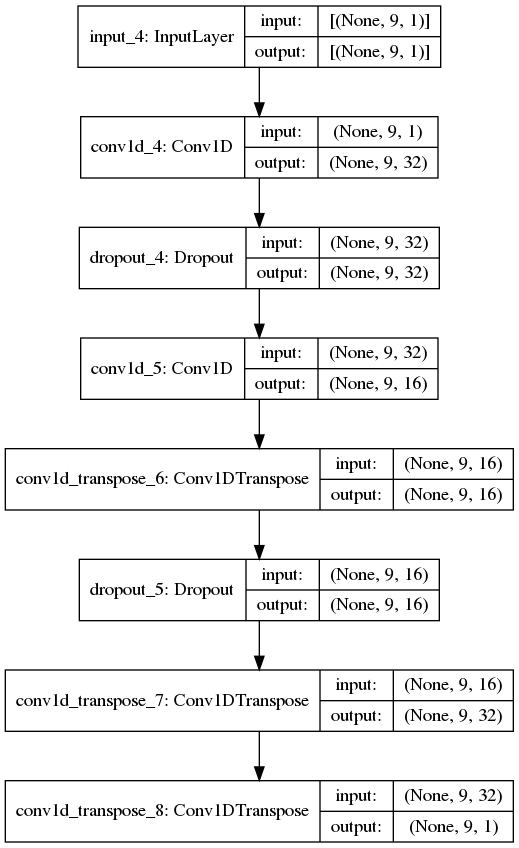 input_4: InputLayer
input:
[(None, 9, 1)]
output:
[(None, 9, 1)]
conv1d_4: Conv1D
input:
(None, 9, 1)
output:
(None, 9, 32)
dropout_4: Dropout
input:
(None, 9, 32)
output:
(None, 9, 32)
conv1d_5: Conv1D
input:
(None, 9, 32)
output:
(None, 9, 16)
conv1d_transpose_6: Conv1DTranspose
input:
(None, 9, 16)
output:
(None, 9, 16)
dropout_5: Dropout
input:
(None, 9, 16)
output:
(None, 9, 16)
conv1d_transpose_7: Conv1DTranspose
input:
(None, 9, 16)
output:
(None, 9, 32)
conv1d_transpose_8: Conv1DTranspose
input:
(None, 9, 32)
output:
(None, 9, 1)